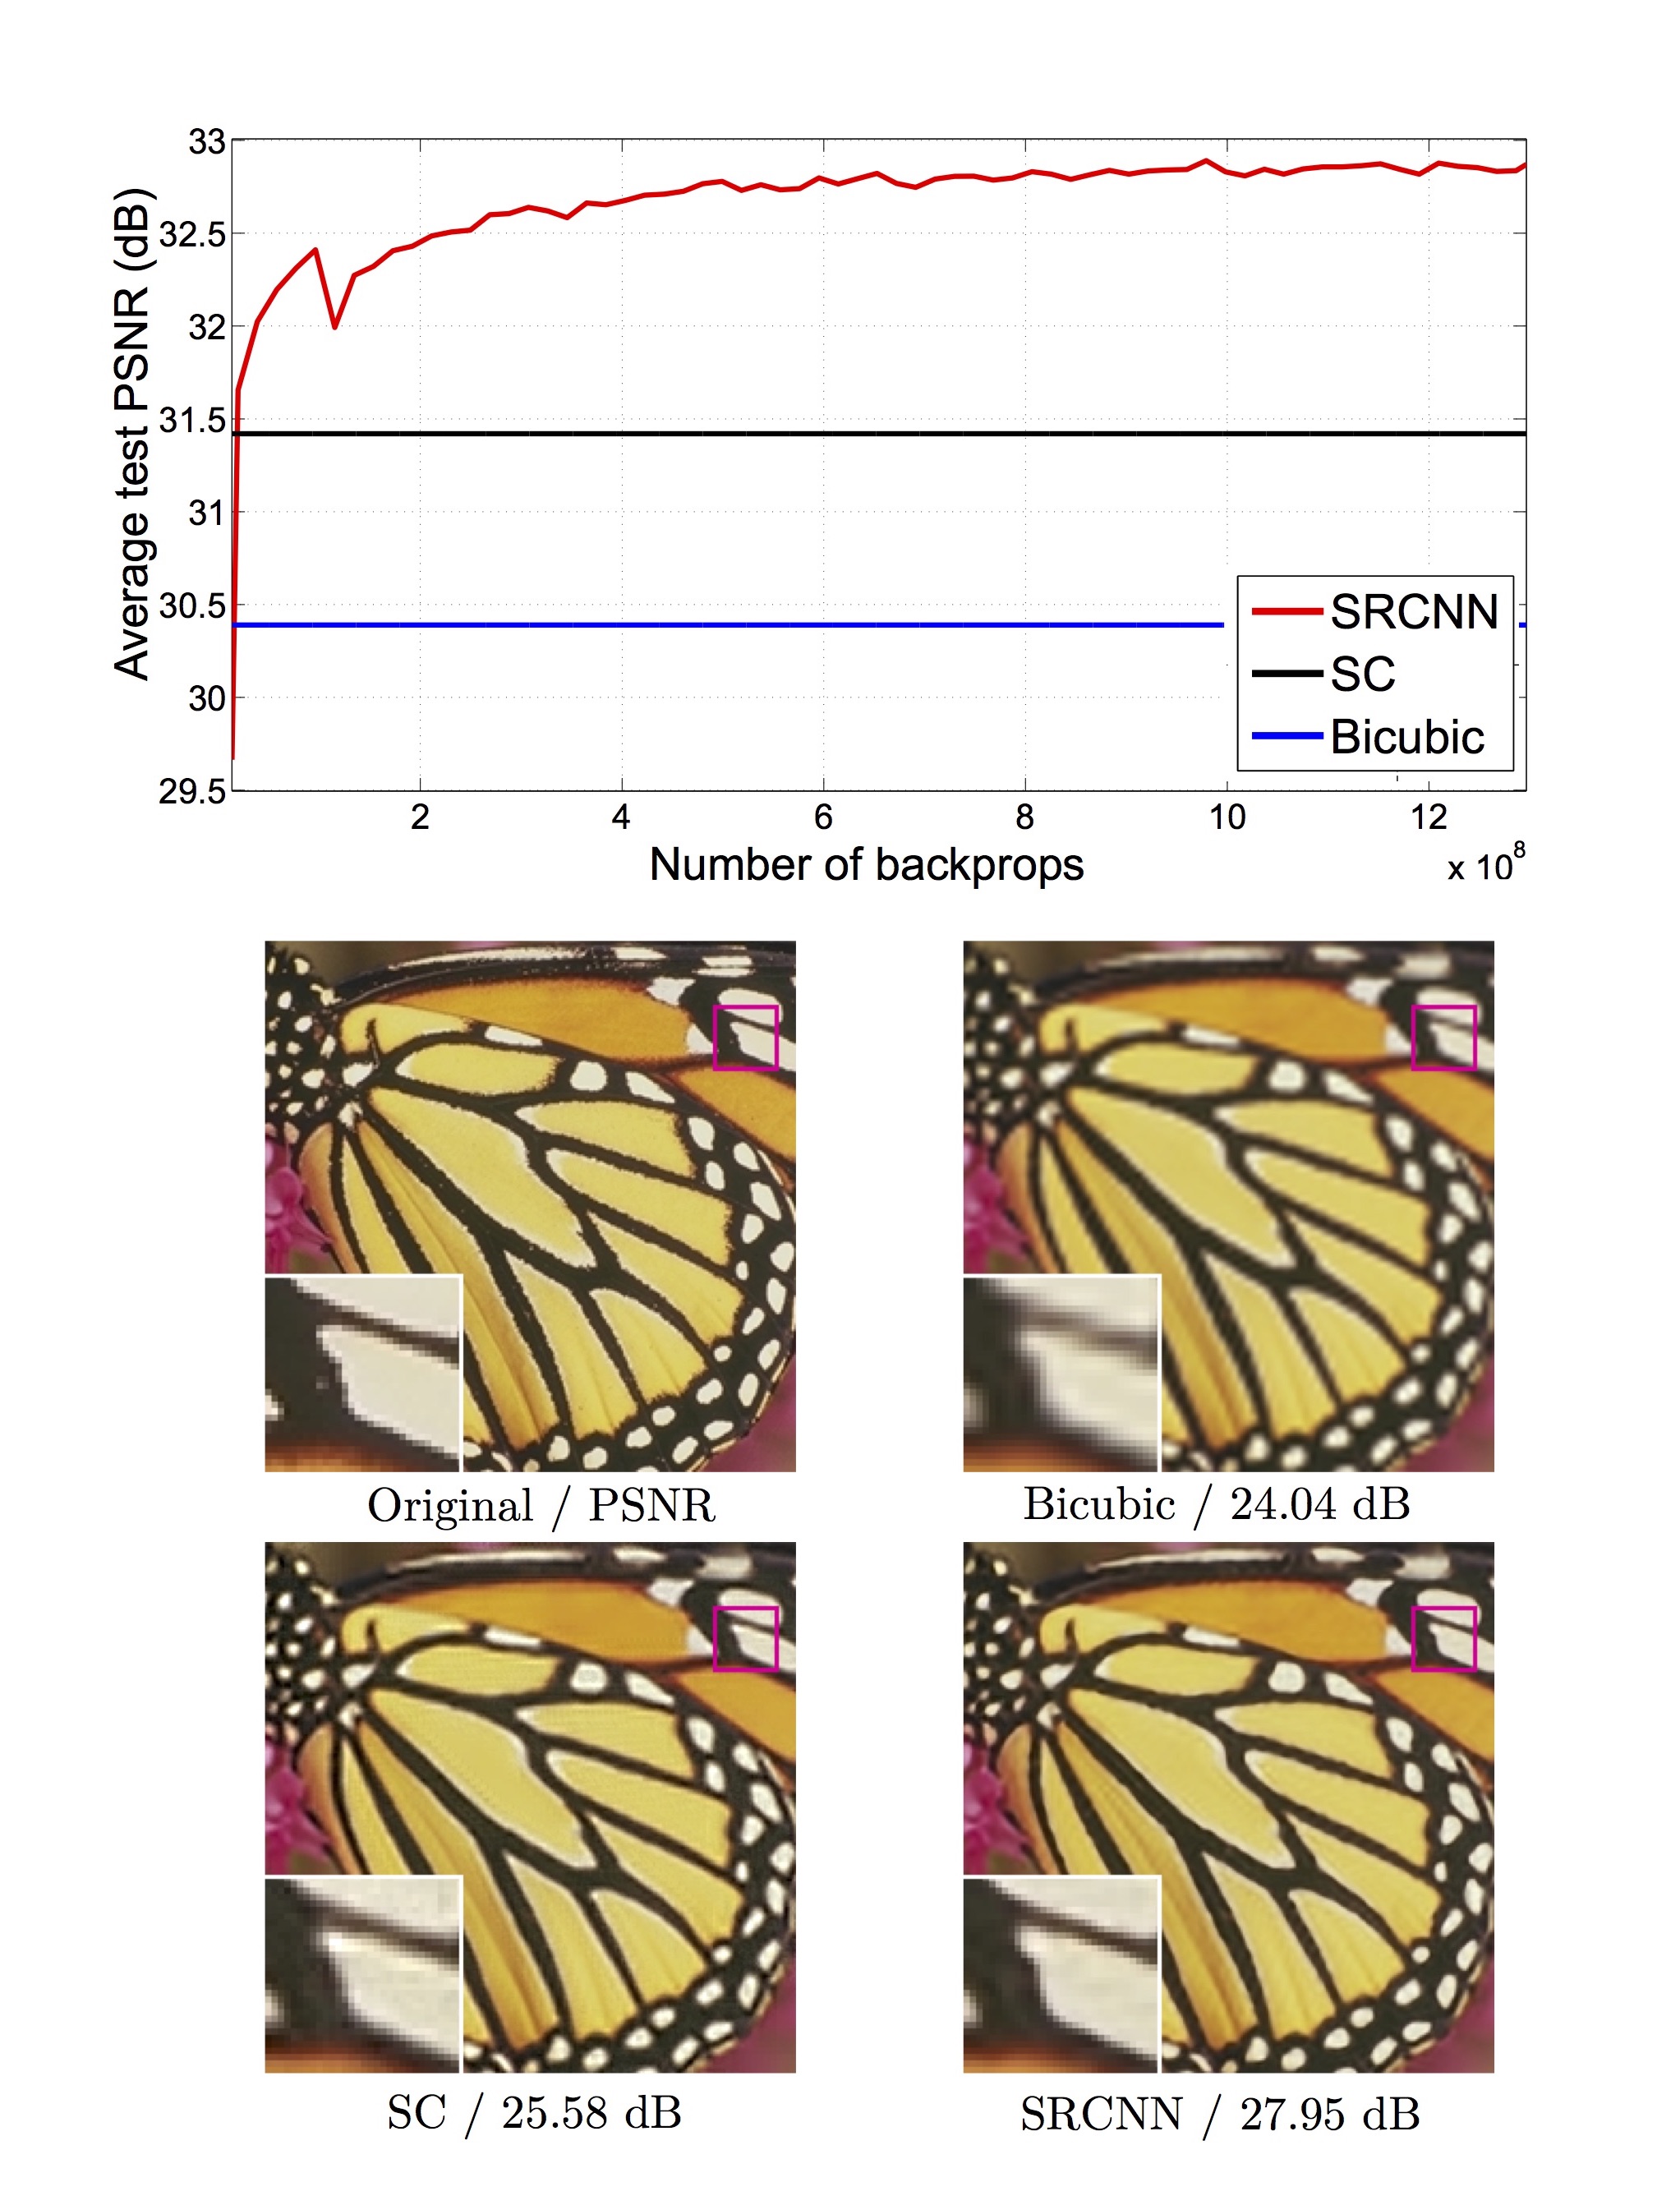 33
32.5
32
31.5
31
30.5
30
29.5
Average test PSNR (dB)
SRCNN
SC
Bicubic
2 4 6 8 10 12
Number of backprops
x 10⁸
Original / PSNR
Bicubic / 24.04 dB
SC / 25.58 dB
SRCNN / 27.95 dB